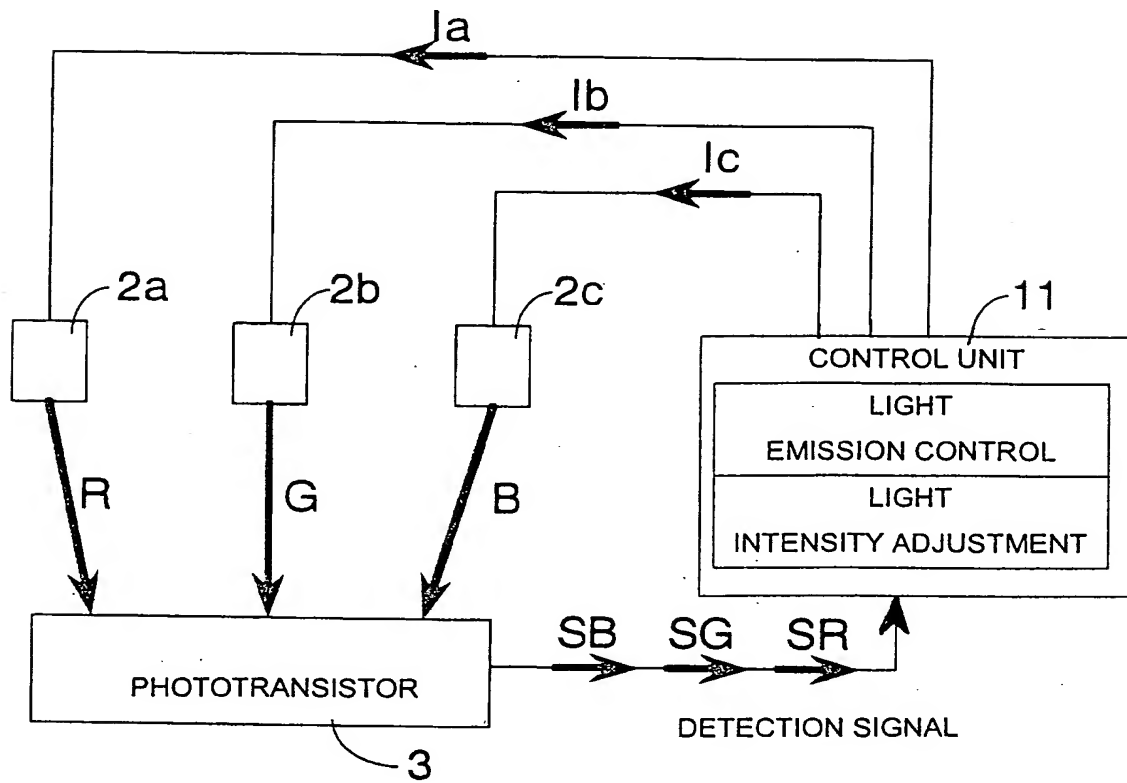 Ia
Ib
Ic
2a
2b
2c
11
CONTROL UNIT
LIGHT
EMISSION CONTROL
LIGHT
INTENSITY ADJUSTMENT
R
G
B
SB SG SR
PHOTOTRANSISTOR
DETECTION SIGNAL
3